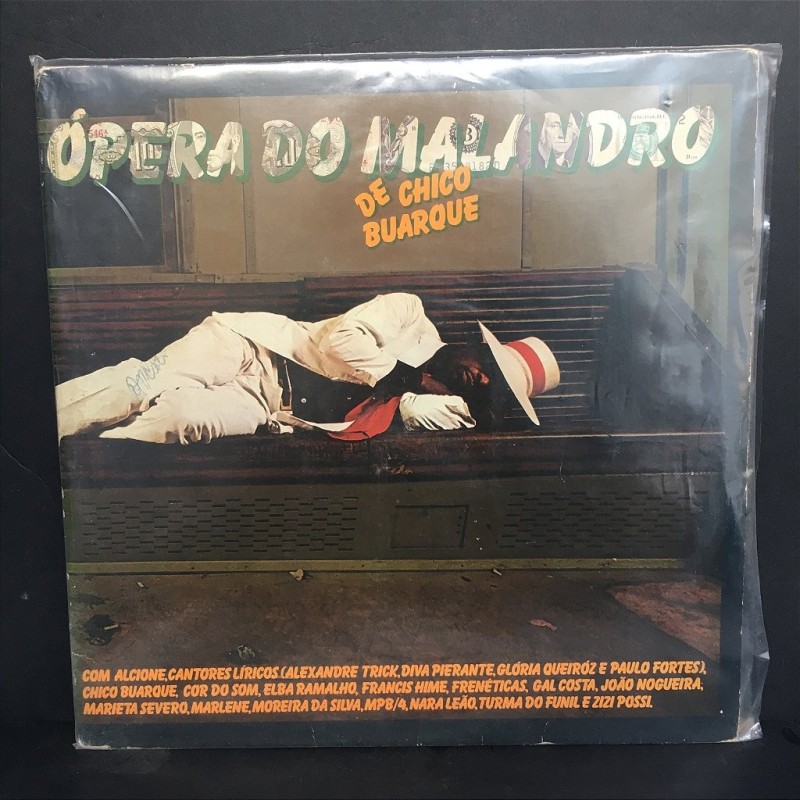 ÓPERA DO MALANDRO
DE CHICO
BUARQUE
COM ALCIONE, CANTORES LÍRICOS (ALEXANDRE TRICK, DIVA PIERANTE, GLÓRIA QUEIRÓZ E PAULO FORTES),
CHICO BUARQUE, COR DO SOM, ELBA RAMALHO, FRANCIS HIME, FRENÉTICAS, GAL COSTA, JOÃO NOGUEIRA,
MARIETA SEVERO, MARLENE, MOREIRA DA SILVA, MPB/4, NARA LEÃO, TURMA DO FUNIL E ZIZI POSSI.